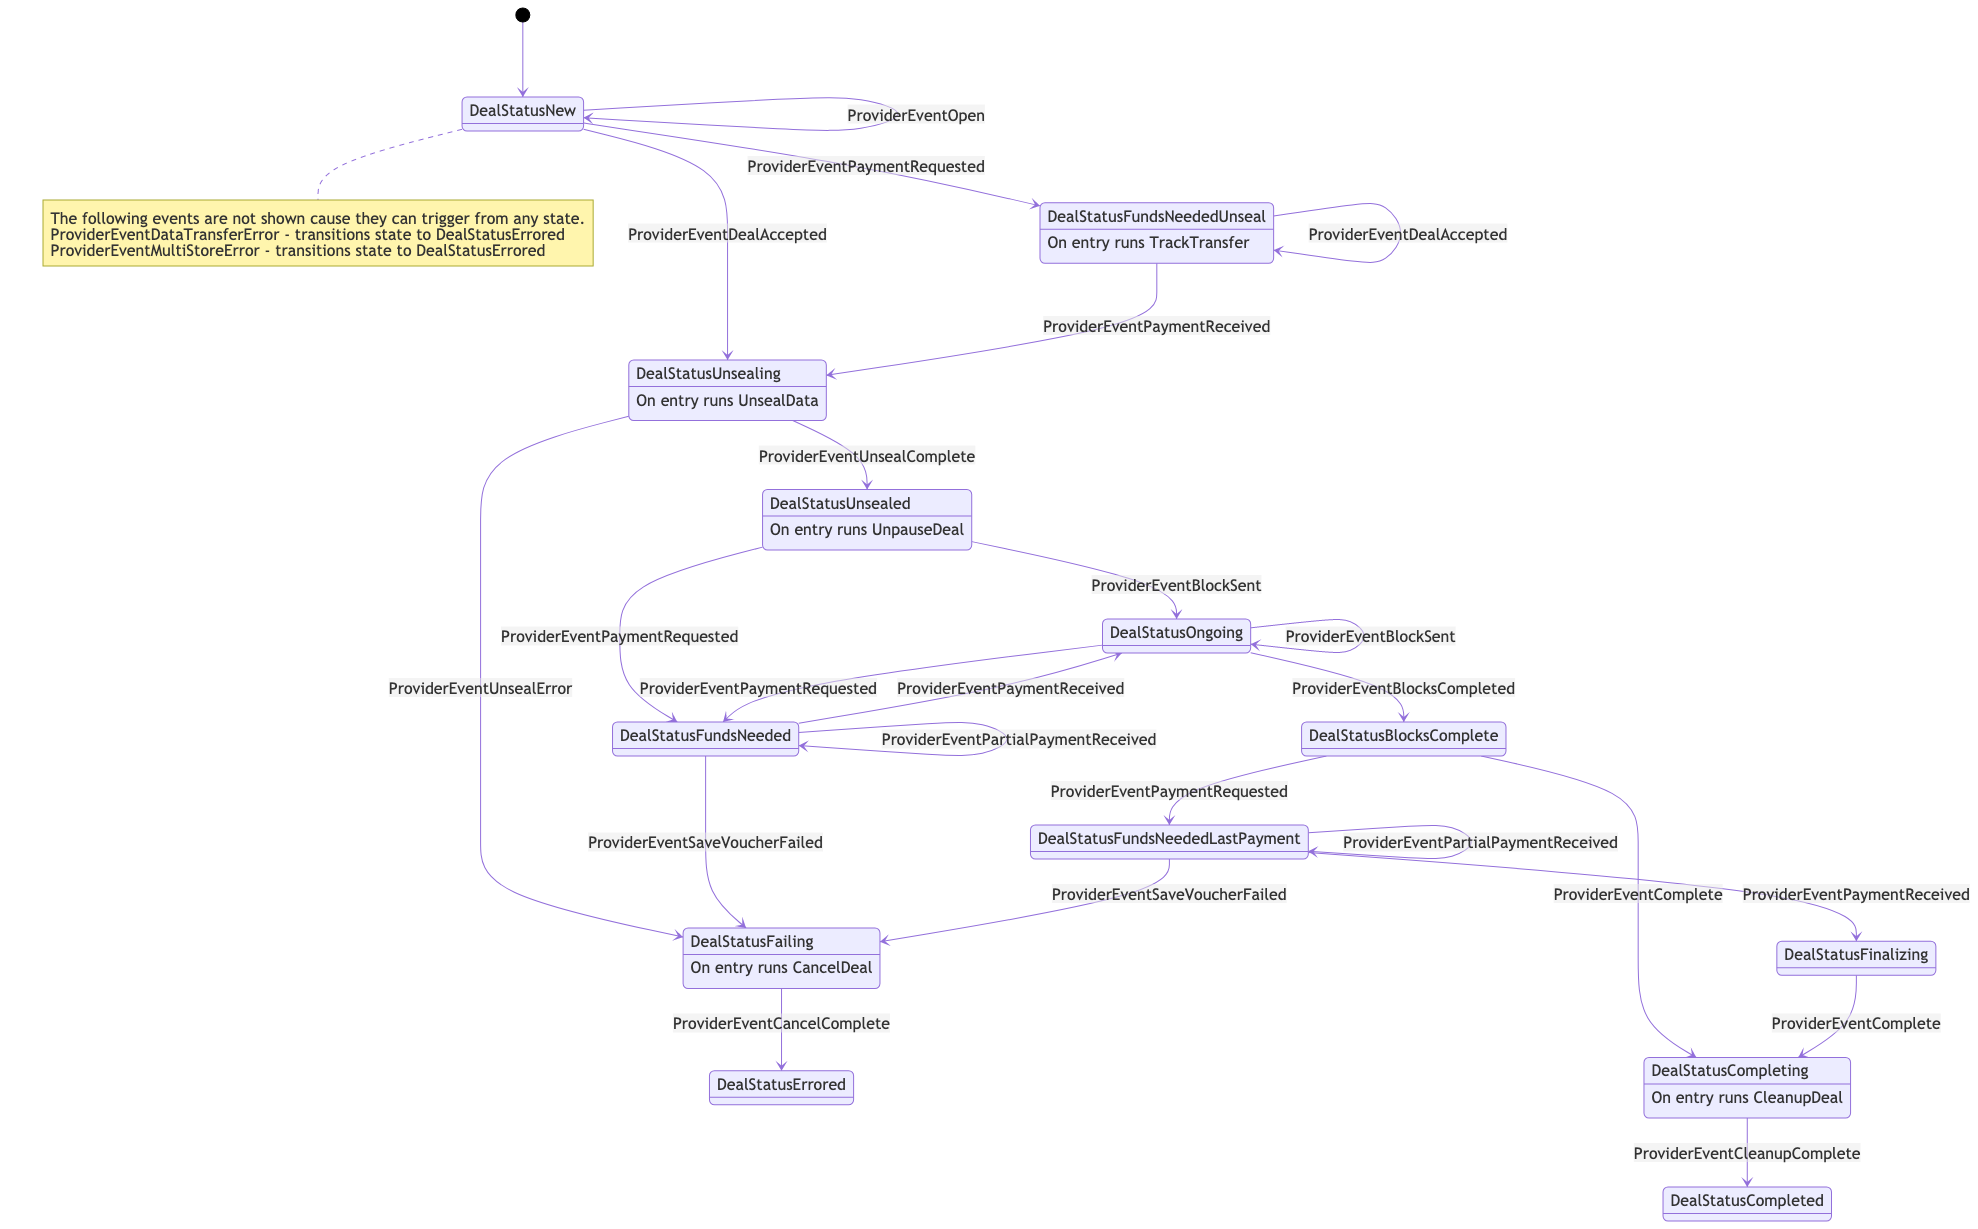 DealStatusNew
ProviderEventOpen
ProviderEventPaymentRequested
The following events are not shown cause they can trigger from any state.
ProviderEventDataTransferError - transitions state to DealStatusErrored
ProviderEventMultiStoreError - transitions state to DealStatusErrored
ProviderEventDealAccepted
DealStatusFundsNeededUnseal
On entry runs TrackTransfer
ProviderEventDealAccepted
ProviderEventPaymentReceived
DealStatusUnsealing
On entry runs UnsealData
ProviderEventUnsealComplete
DealStatusUnsealed
On entry runs UnpauseDeal
ProviderEventBlockSent
ProviderEventPaymentRequested
DealStatusOngoing
ProviderEventBlockSent
ProviderEventUnsealError
ProviderEventPaymentRequested
ProviderEventPaymentReceived
ProviderEventBlocksCompleted
DealStatusFundsNeeded
ProviderEventPartialPaymentReceived
DealStatusBlocksComplete
ProviderEventPaymentRequested
ProviderEventSaveVoucherFailed
DealStatusFundsNeededLastPayment
ProviderEventPartialPaymentReceived
ProviderEventSaveVoucherFailed
ProviderEventComplete
ProviderEventPaymentReceived
DealStatusFailing
On entry runs CancelDeal
DealStatusFinalizing
ProviderEventCancelComplete
ProviderEventComplete
DealStatusErrored
DealStatusCompleting
On entry runs CleanupDeal
ProviderEventCleanupComplete
DealStatusCompleted